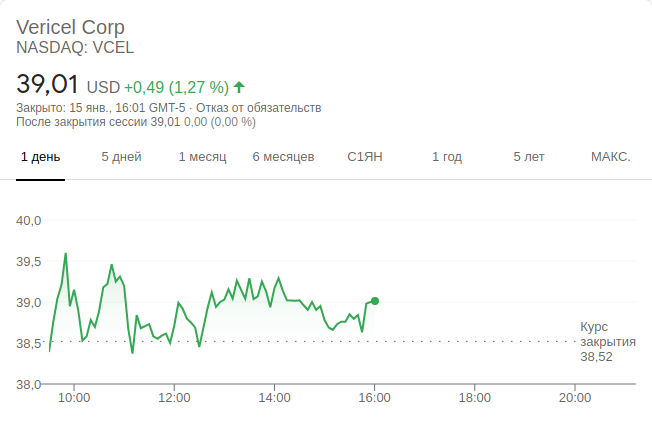 Vericel Corp
NASDAQ: VCEL
39,01 USD +0,49 (1,27 %)
Закрыто: 15 янв., 16:01 GMT-5 · Отказ от обязательств
После закрытия сессии 39,01 0,00 (0,00 %)
1 день 5 дней 1 месяц 6 месяцев С1ЯН 1 год 5 лет МАКС.
40,0
39,5
39,0
38,5
38,0
Курс
закрытия
38,52
10:00 12:00 14:00 16:00 18:00 20:00